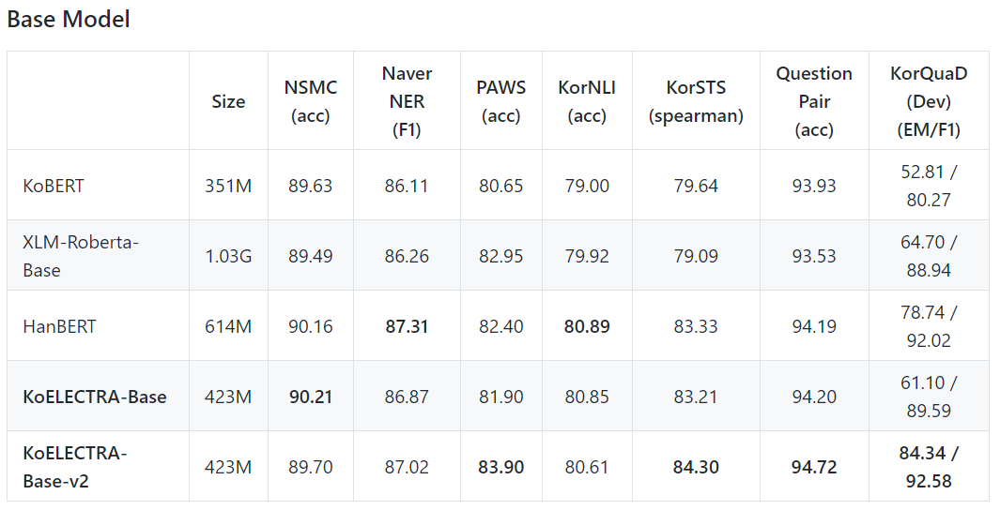 Base Model
Size
NSMC
(acc)
Naver
NER
(F1)
PAWS
(acc)
KorNLI
(acc)
KorSTS
(spearman)
Question
Pair
(acc)
KorQuaD
(Dev)
(EM/F1)
KoBERT
351M
89.63
86.11
80.65
79.00
79.64
93.93
52.81 /
80.27
XLM-Roberta-
Base
1.03G
89.49
86.26
82.95
79.92
79.09
93.53
64.70 /
88.94
HanBERT
614M
90.16
87.31
82.40
80.89
83.33
94.19
78.74 /
92.02
KoELECTRA-Base
423M
90.21
86.87
81.90
80.85
83.21
94.20
61.10 /
89.59
KoELECTRA-
Base-v2
423M
89.70
87.02
83.90
80.61
84.30
94.72
84.34 /
92.58